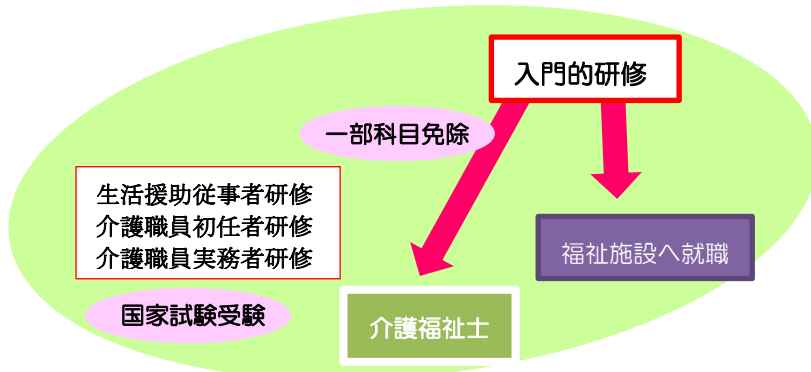 入門的研修
一部科目免除
生活援助従事者研修
介護職員初任者研修
介護職員実務者研修
福祉施設へ就職
国家試験受験
介護福祉士